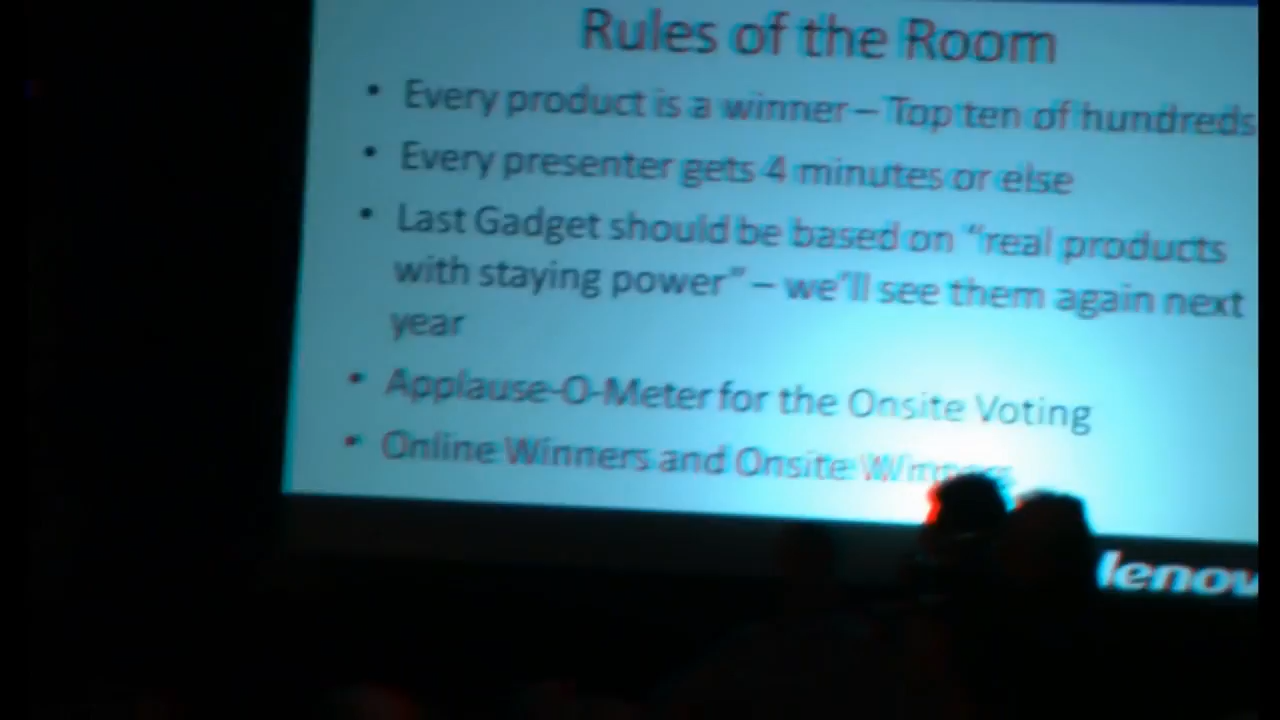 Rules of the Room
• Every product is a winner – Top ten of hundreds
• Every presenter gets 4 minutes or else
• Last Gadget should be based on "real products
with staying power" – we'll see them again next
year
• Applause-O-Meter for the Onsite Voting
• Online Winners and Onsite Winners
lenov